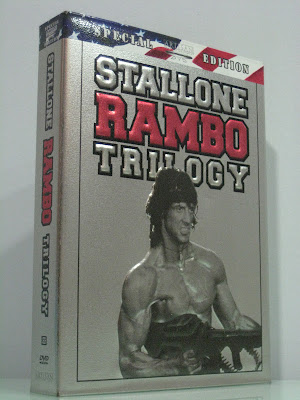 SPECIAL EDITION
STALLONE
RAMBO
TRILOGY
STALLONE RAMBO TRILOGY
DVD